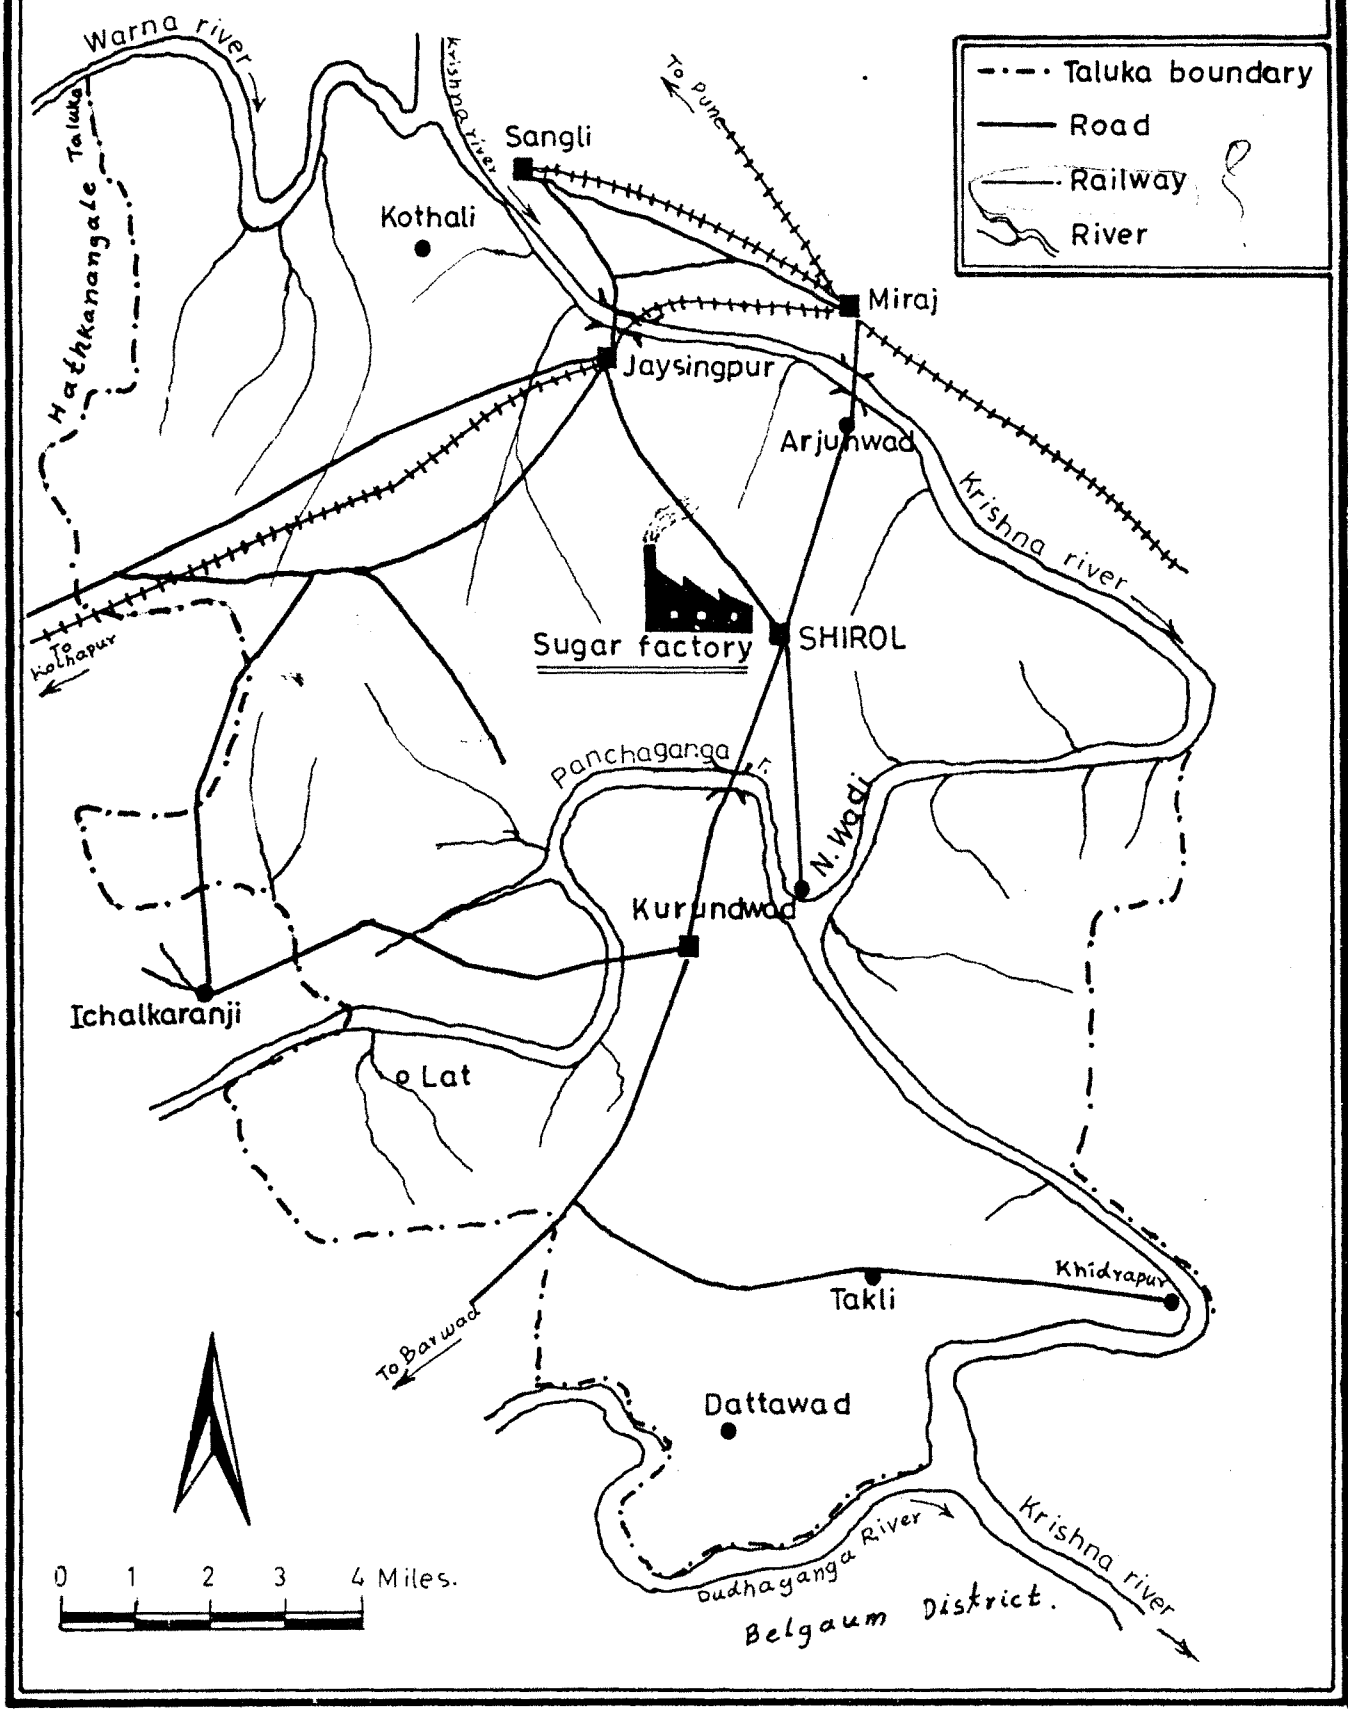 Warna river
Krishna river
To Pune
Taluka boundary
Road
Railway
River
Hathkanangale Taluka
Sangli
Kothali
Miraj
Jaysingpur
Arjunwad
Krishna river
Sugar factory
SHIROL
To
Kolhapur
Panchaganga r.
N. Wadi
Kurundwad
Ichalkaranji
Lat
Khidrapur
Takli
To Barwad
Dattawad
Krishna river
Dudhaganga River
Belgaum District.
0 1 2 3 4 Miles.